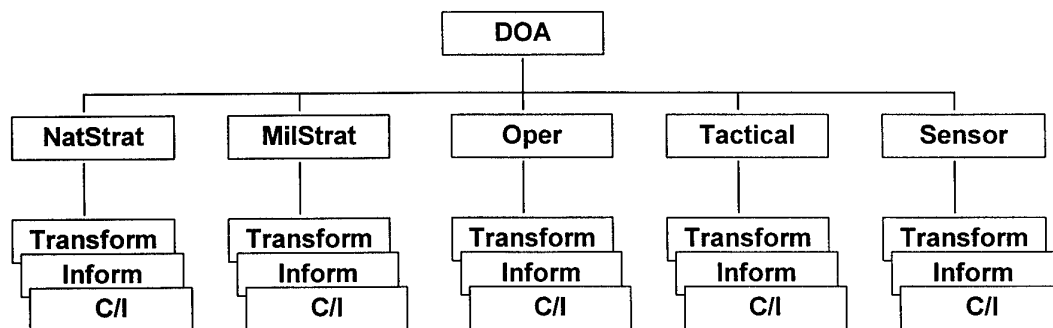 DOA
NatStrat MilStrat Oper Tactical Sensor
Transform Transform Transform Transform Transform
Inform Inform Inform Inform Inform
C/I C/I C/I C/I C/I